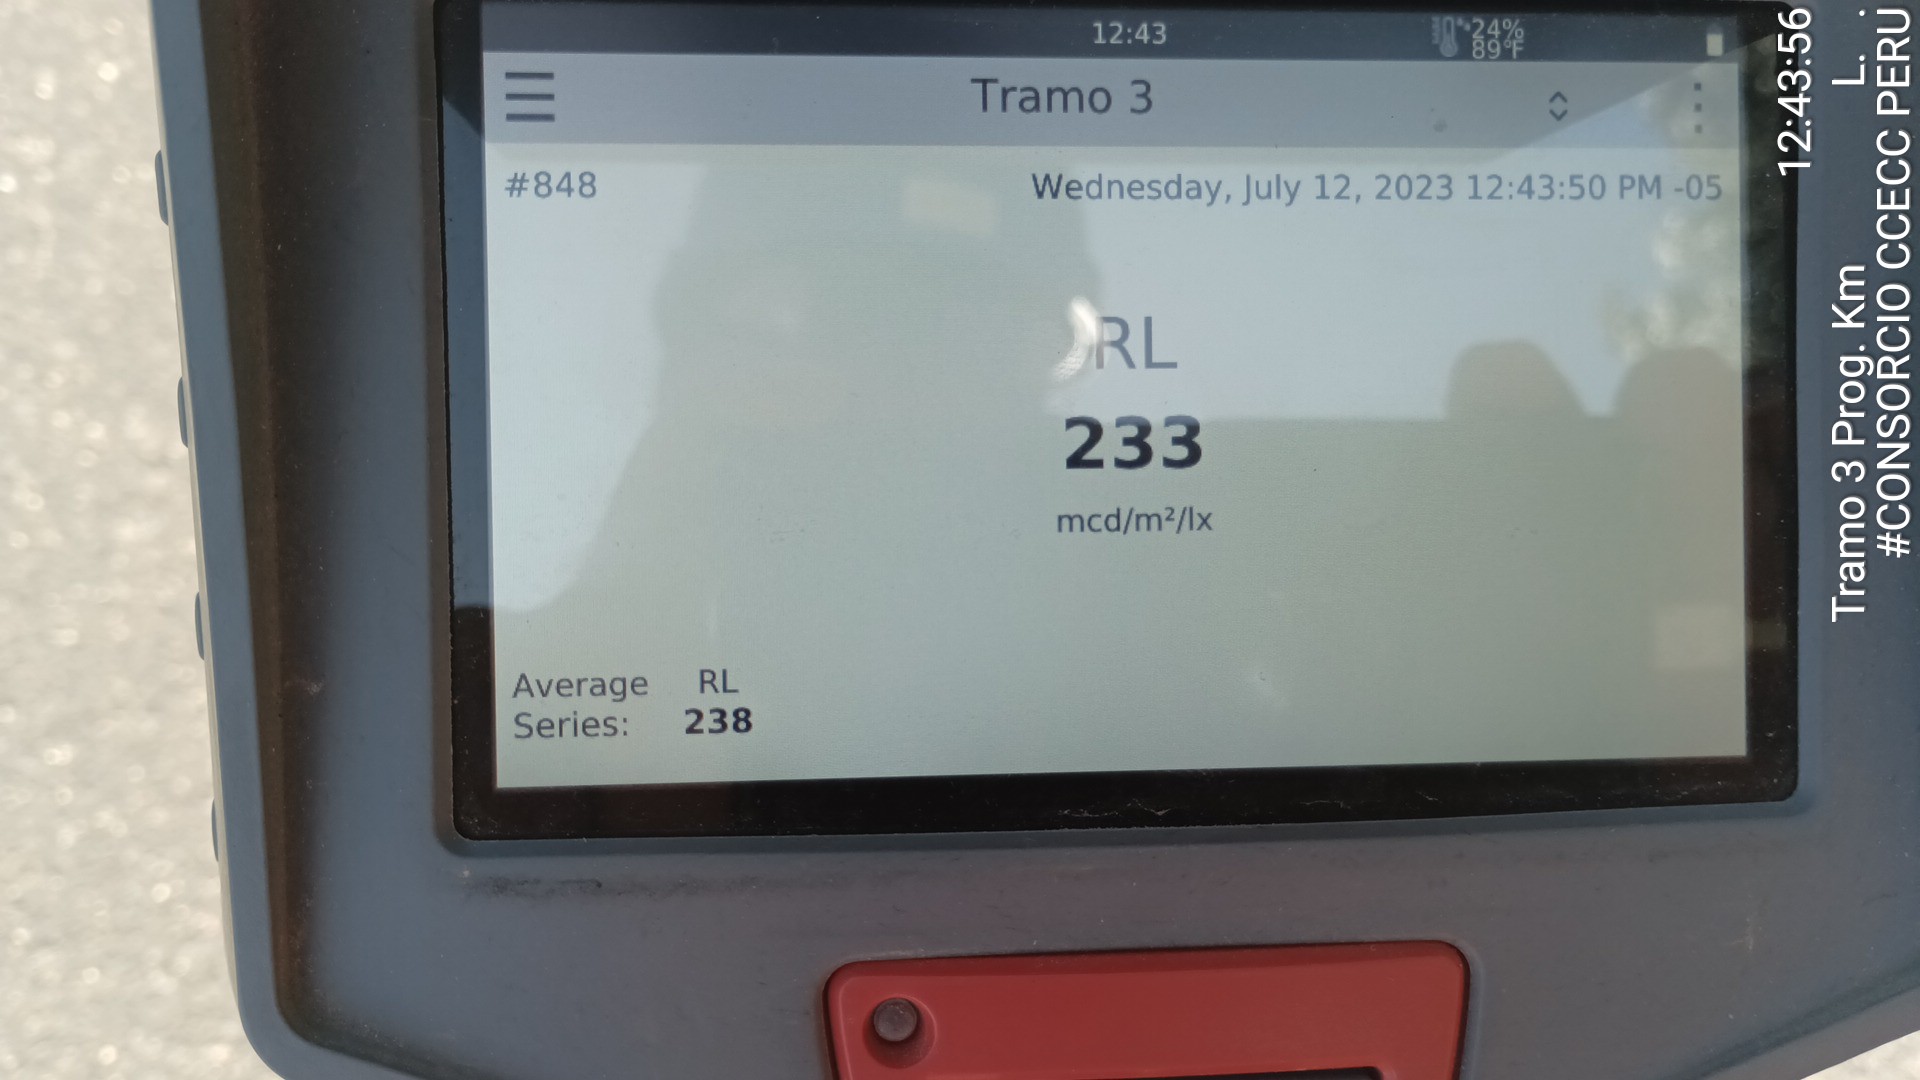 12:43
24%
89°F
Tramo 3
#848
Wednesday, July 12, 2023 12:43:50 PM -05
RL
233
mcd/m²/lx
Average
Series:
RL
238
12:43:56
Tramo 3 Prog. Km L. .
#CONSORCIO CCECC PERU